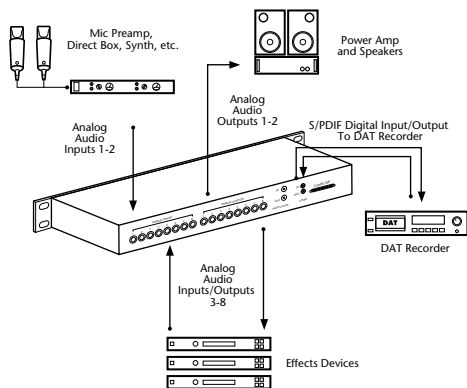 Mic Preamp,
Direct Box, Synth, etc.
Power Amp
and Speakers
Analog
Audio
Outputs 1-2
S/PDIF Digital Input/Output
To DAT Recorder
Analog
Audio
Inputs 1-2
DAT
DAT Recorder
Analog
Audio
Inputs/Outputs
3-8
Effects Devices